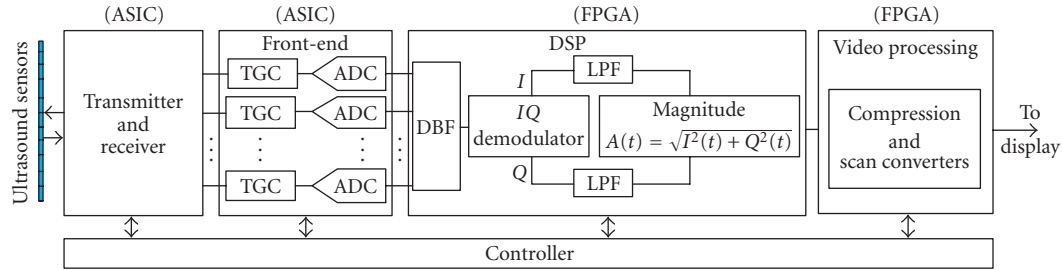 (ASIC)
(ASIC)
(FPGA)
(FPGA)
Ultrasound sensors
Transmitter
and
receiver
Front-end
TGC
ADC
TGC
ADC
TGC
ADC
DSP
DBF
I
LPF
IQ
demodulator
Q
LPF
Magnitude
A(t) = √I²(t) + Q²(t)
Video processing
Compression
and
scan converters
To
display
Controller